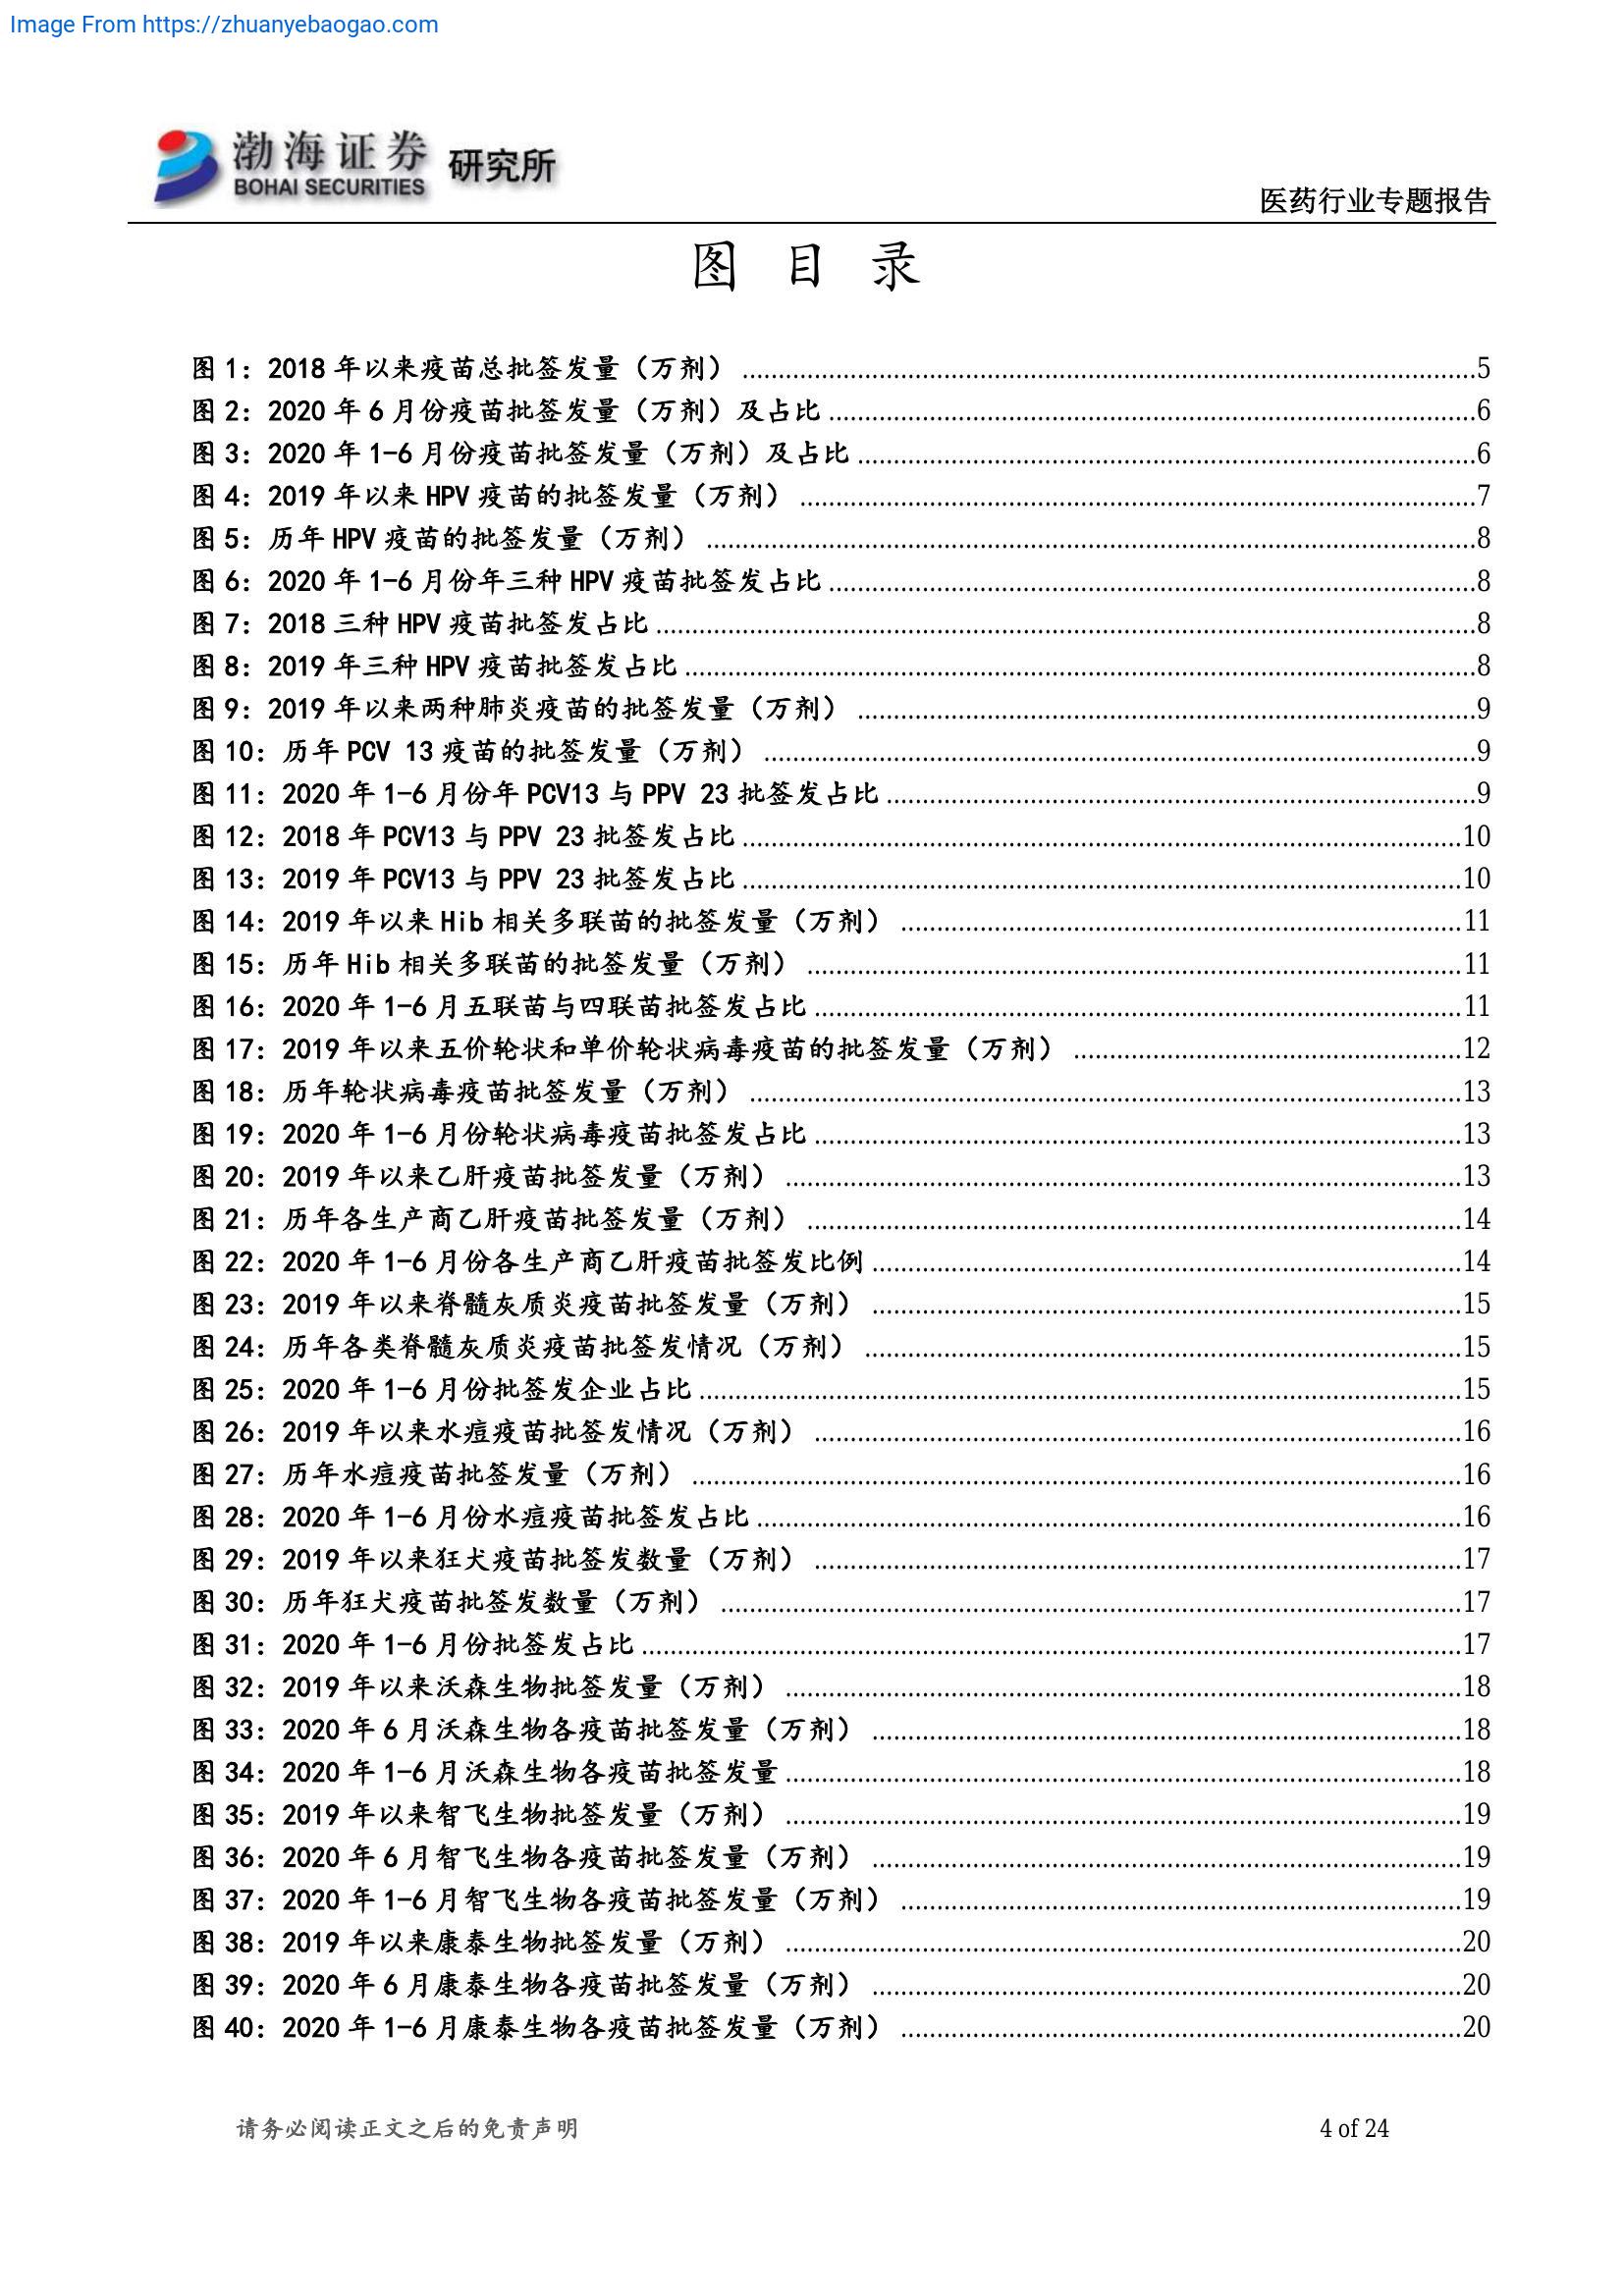 Image From https://zhuanyebaogao.com
渤海证券 研究所
BOHAI SECURITIES
医药行业专题报告
图 目 录
图 1：2018 年以来疫苗总批签发量（万剂） ........ 5
图 2：2020 年 6 月份疫苗批签发量（万剂）及占比 ........ 6
图 3：2020 年 1-6 月份疫苗批签发量（万剂）及占比 ........ 6
图 4：2019 年以来 HPV 疫苗的批签发量（万剂） ........ 7
图 5：历年 HPV 疫苗的批签发量（万剂） ........ 8
图 6：2020 年 1-6 月份年三种 HPV 疫苗批签发占比 ........ 8
图 7：2018 三种 HPV 疫苗批签发占比 ........ 8
图 8：2019 年三种 HPV 疫苗批签发占比 ........ 8
图 9：2019 年以来两种肺炎疫苗的批签发量（万剂） ........ 9
图 10：历年 PCV 13 疫苗的批签发量（万剂） ........ 9
图 11：2020 年 1-6 月份年 PCV13 与 PPV 23 批签发占比 ........ 9
图 12：2018 年 PCV13 与 PPV 23 批签发占比 ........ 10
图 13：2019 年 PCV13 与 PPV 23 批签发占比 ........ 10
图 14：2019 年以来 Hib 相关多联苗的批签发量（万剂） ........ 11
图 15：历年 Hib 相关多联苗的批签发量（万剂） ........ 11
图 16：2020 年 1-6 月五联苗与四联苗批签发占比 ........ 11
图 17：2019 年以来五价轮状和单价轮状病毒疫苗的批签发量（万剂） ........ 12
图 18：历年轮状病毒疫苗批签发量（万剂） ........ 13
图 19：2020 年 1-6 月份轮状病毒疫苗批签发占比 ........ 13
图 20：2019 年以来乙肝疫苗批签发量（万剂） ........ 13
图 21：历年各生产商乙肝疫苗批签发量（万剂） ........ 14
图 22：2020 年 1-6 月份各生产商乙肝疫苗批签发比例 ........ 14
图 23：2019 年以来脊髓灰质炎疫苗批签发量（万剂） ........ 15
图 24：历年各类脊髓灰质炎疫苗批签发情况（万剂） ........ 15
图 25：2020 年 1-6 月份批签发企业占比 ........ 15
图 26：2019 年以来水痘疫苗批签发情况（万剂） ........ 16
图 27：历年水痘疫苗批签发量（万剂） ........ 16
图 28：2020 年 1-6 月份水痘疫苗批签发占比 ........ 16
图 29：2019 年以来狂犬疫苗批签发数量（万剂） ........ 17
图 30：历年狂犬疫苗批签发数量（万剂） ........ 17
图 31：2020 年 1-6 月份批签发占比 ........ 17
图 32：2019 年以来沃森生物批签发量（万剂） ........ 18
图 33：2020 年 6 月沃森生物各疫苗批签发量（万剂） ........ 18
图 34：2020 年 1-6 月沃森生物各疫苗批签发量 ........ 18
图 35：2019 年以来智飞生物批签发量（万剂） ........ 19
图 36：2020 年 6 月智飞生物各疫苗批签发量（万剂） ........ 19
图 37：2020 年 1-6 月智飞生物各疫苗批签发量（万剂） ........ 19
图 38：2019 年以来康泰生物批签发量（万剂） ........ 20
图 39：2020 年 6 月康泰生物各疫苗批签发量（万剂） ........ 20
图 40：2020 年 1-6 月康泰生物各疫苗批签发量（万剂） ........ 20
请务必阅读正文之后的免责声明 4 of 24